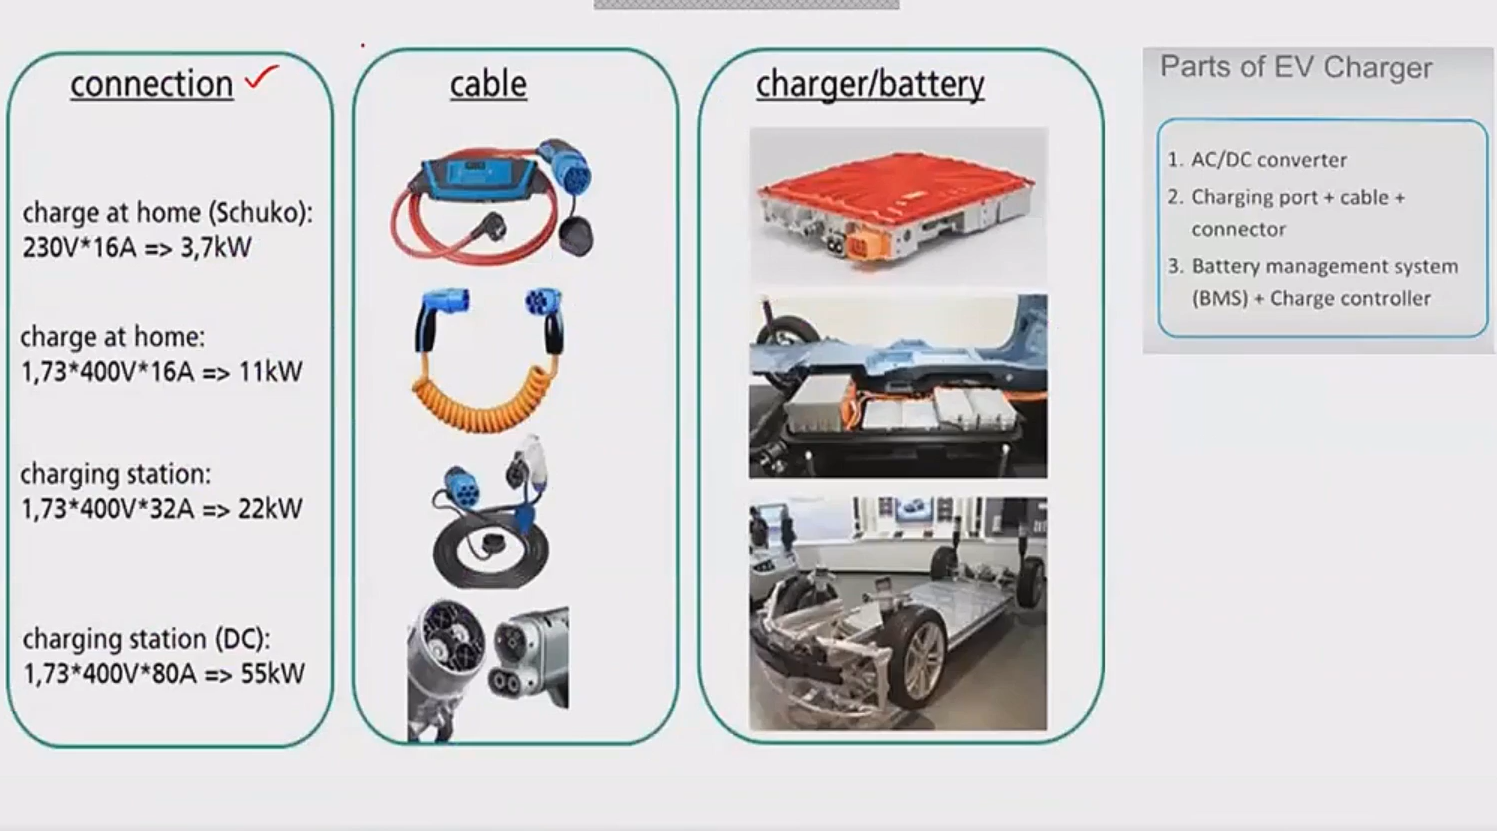 connection
charge at home (Schuko):
230V*16A => 3,7kW
charge at home:
1,73*400V*16A => 11kW
charging station:
1,73*400V*32A => 22kW
charging station (DC):
1,73*400V*80A => 55kW
cable
charger/battery
Parts of EV Charger
1. AC/DC converter
2. Charging port + cable +
connector
3. Battery management system
(BMS) + Charge controller